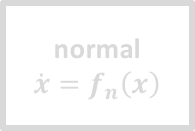 normal
ẋ = fₙ(x)